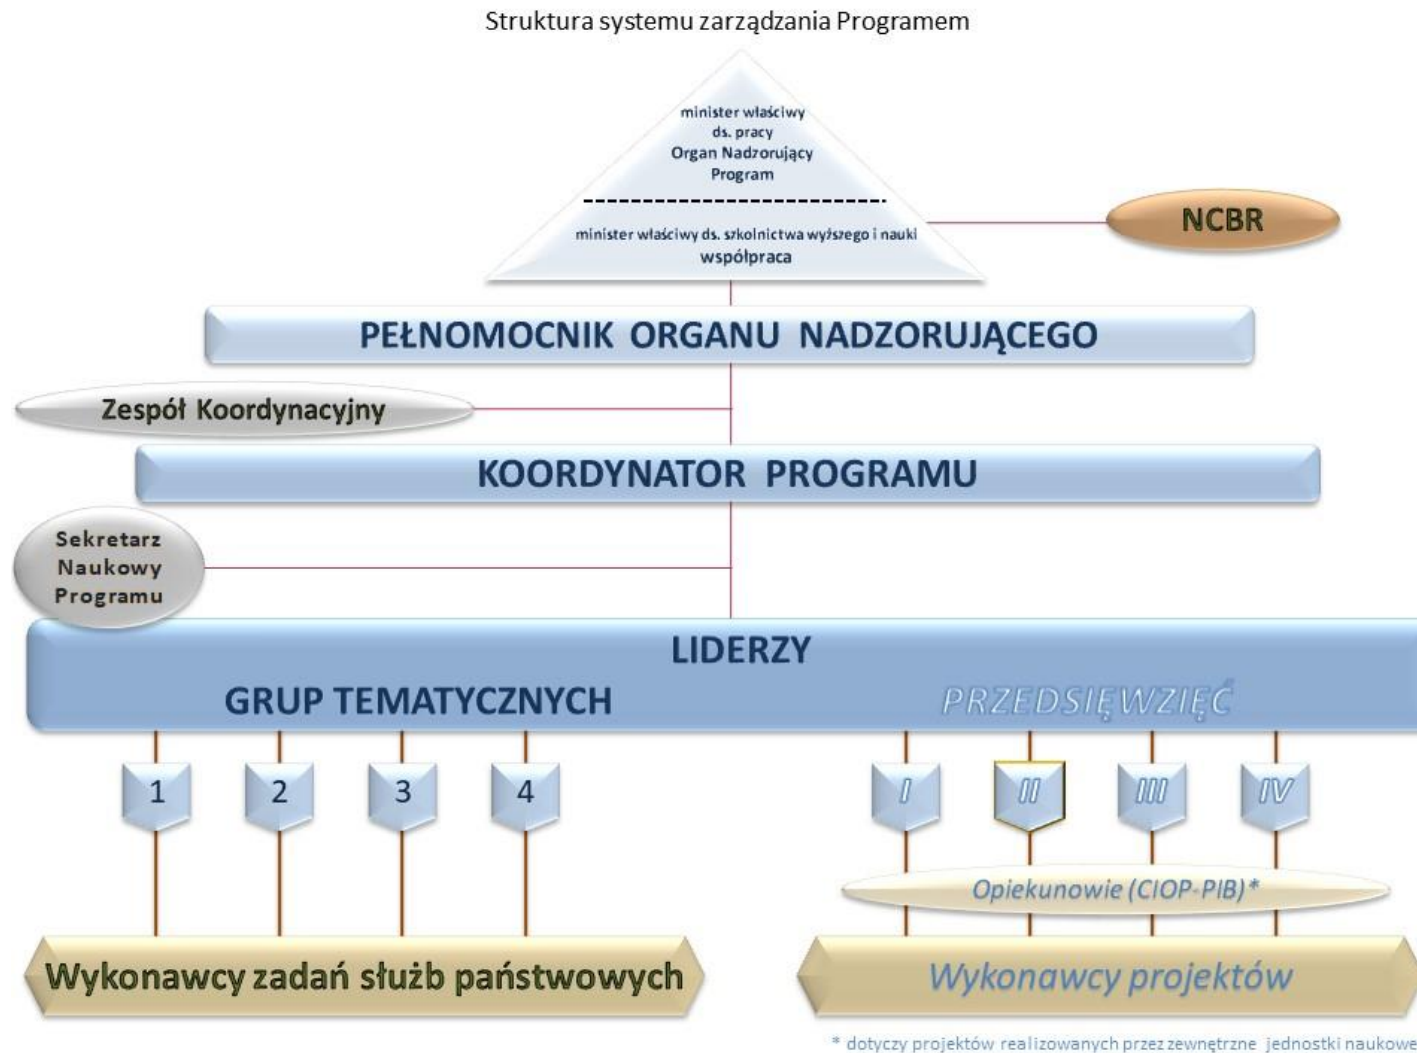 Struktura systemu zarządzania Programem
minister właściwy
ds. pracy
Organ Nadzorujący
Program
minister właściwy ds. szkolnictwa wyższego i nauki
współpraca
NCBR
PEŁNOMOCNIK ORGANU NADZORUJĄCEGO
Zespół Koordynacyjny
KOORDYNATOR PROGRAMU
Sekretarz
Naukowy
Programu
LIDERZY
GRUP TEMATYCZNYCH PRZEDSIĘWZIĘĆ
1 2 3 4 I II III IV
Opiekunowie (CIOP-PIB)*
Wykonawcy zadań służb państwowych Wykonawcy projektów
* dotyczy projektów realizowanych przez zewnętrzne jednostki naukowe